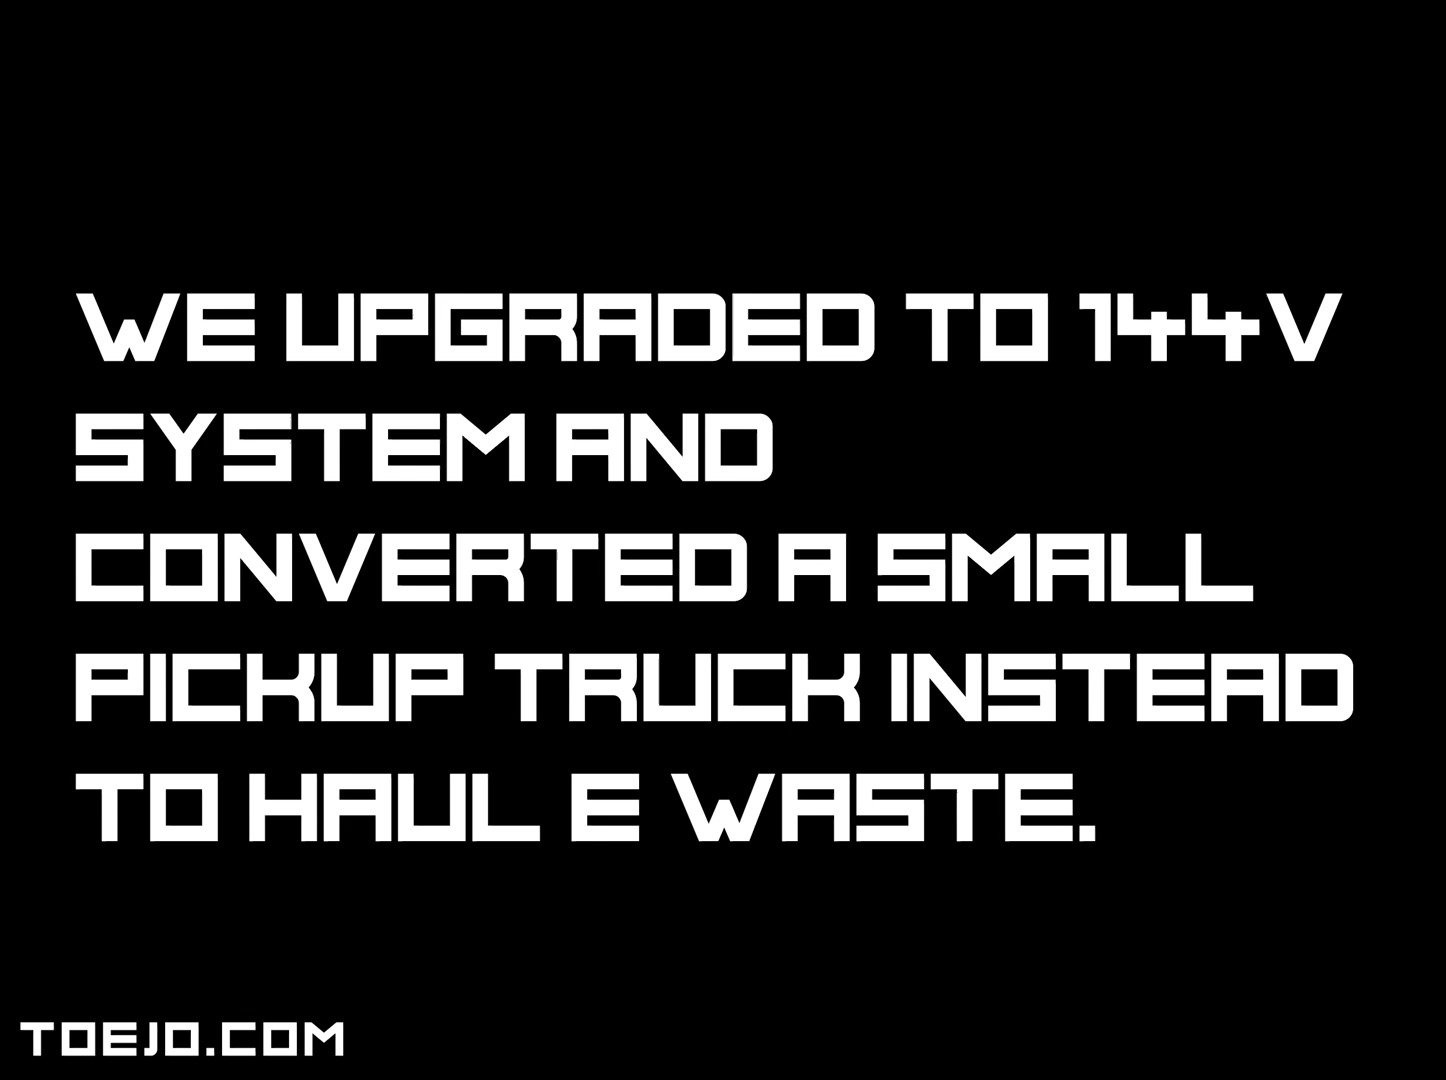 WE UPGRADED TO 144V
SYSTEM AND
CONVERTED A SMALL
PICKUP TRUCK INSTEAD
TO HAUL E WASTE.
TOEJO.COM